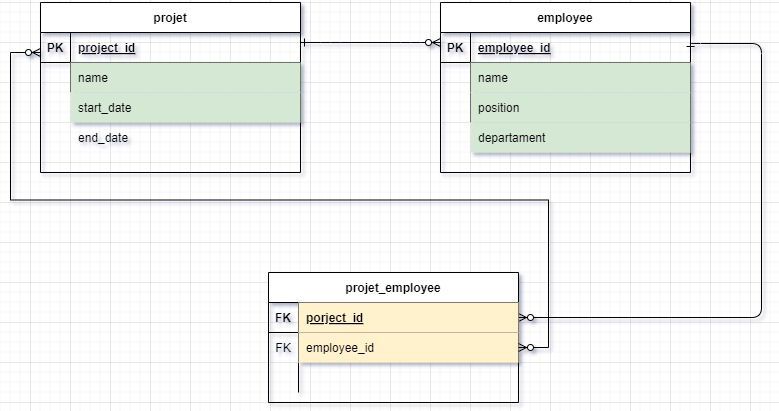 projet
PK project_id
name
start_date
end_date
employee
PK employee_id
name
position
departament
projet_employee
FK porject_id
FK employee_id